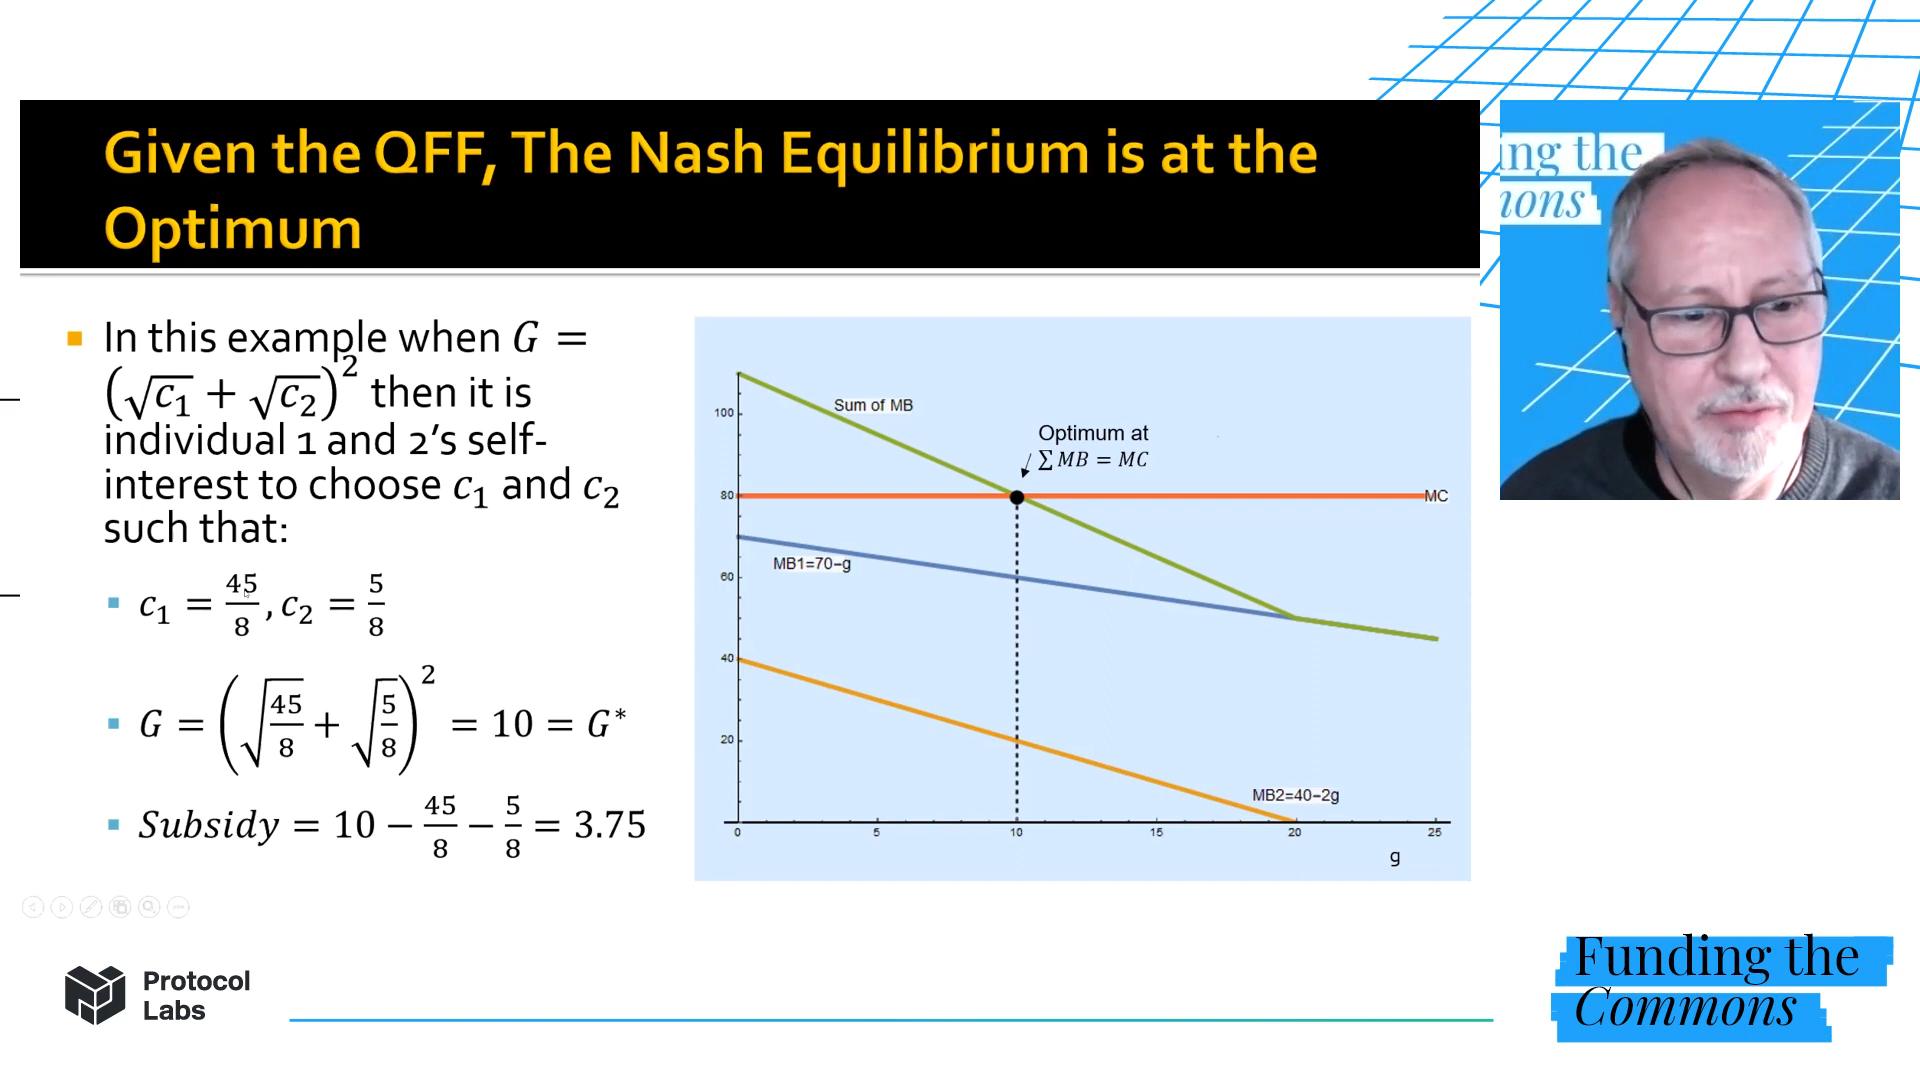 Given the QFF, The Nash Equilibrium is at the
Optimum
In this example when G =
(√c₁ + √c₂)² then it is
individual 1 and 2’s self-
interest to choose c₁ and c₂
such that:
c₁ = 45/8, c₂ = 5/8
G = (√(45/8) + √(5/8))² = 10 = G*
Subsidy = 10 − 45/8 − 5/8 = 3.75
Sum of MB
Optimum at
∑MB = MC
MC
MB1=70−g
MB2=40−2g
100
80
60
40
20
0 5 10 15 20 25
g
ing the
ions
Protocol
Labs
Funding the
Commons